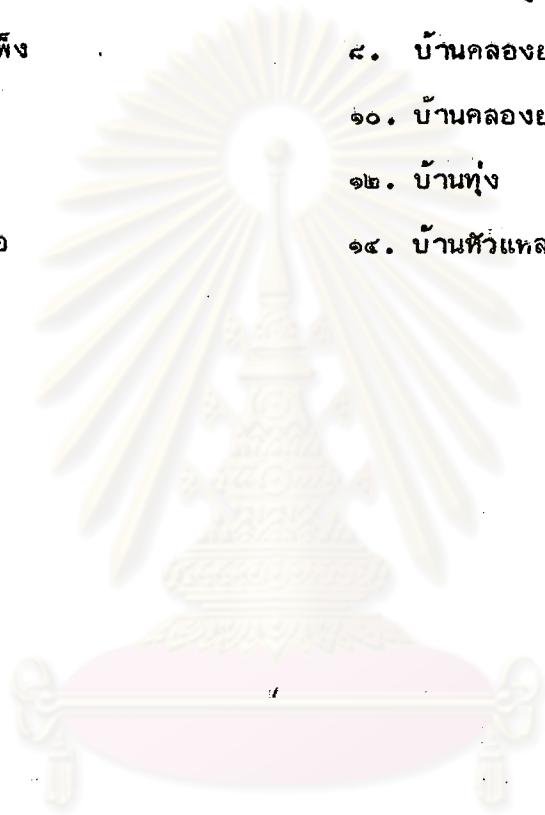 ๘. บ้านคลอง
๑๐. บ้านคลอง
๑๒. บ้านทุ่ง
๑๔. บ้านหัวแหล